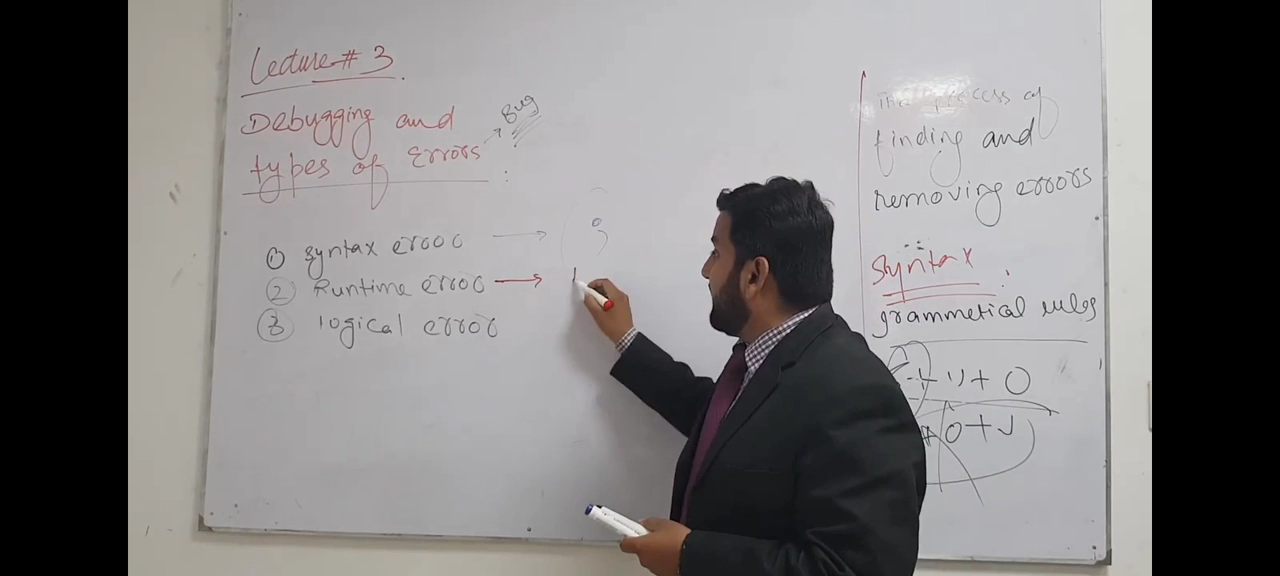 Lecture # 3
Debugging and
types of Errors → Bug
① Syntax error → ;
② Runtime error →
③ logical error
The process of
finding and
removing errors
Syntax :
grammetical rules
+ v + O
+ O + v